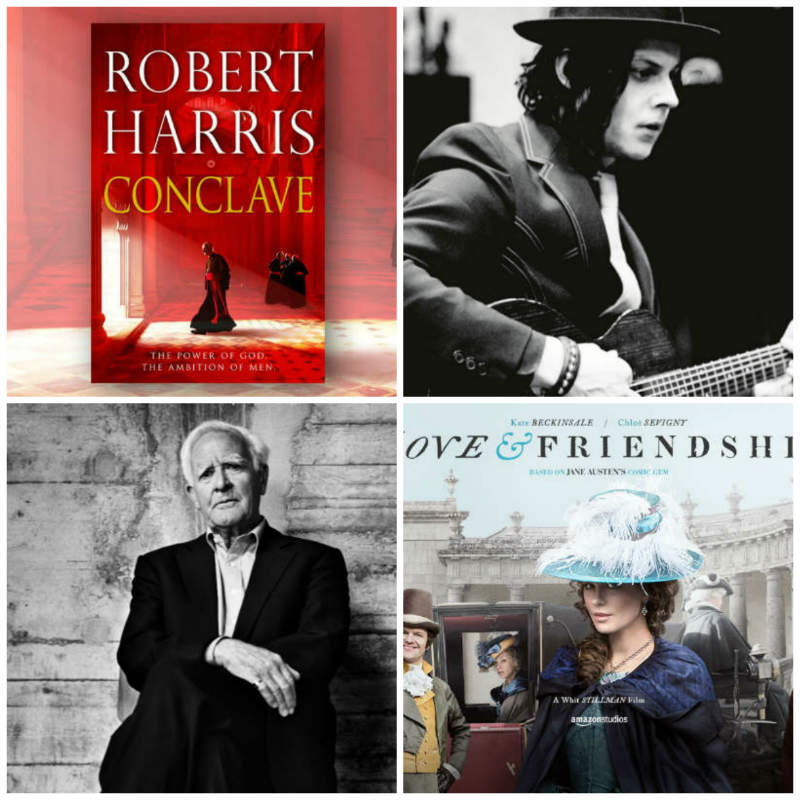 ROBERT
HARRIS
CONCLAVE
THE POWER OF GOD.
THE AMBITION OF MEN.
Kate BECKINSALE / Chloë SEVIGNY
OVE & FRIENDSHI
BASED ON JANE AUSTEN'S COMIC GEM
A Whit STILLMAN Film
amazonstudios